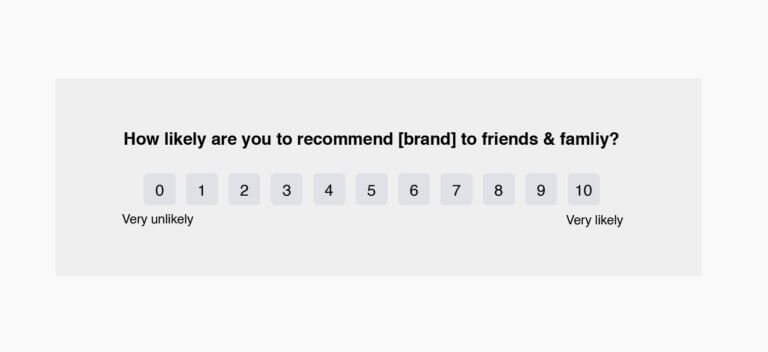 How likely are you to recommend [brand] to friends & famliy?
0 1 2 3 4 5 6 7 8 9 10
Very unlikely Very likely